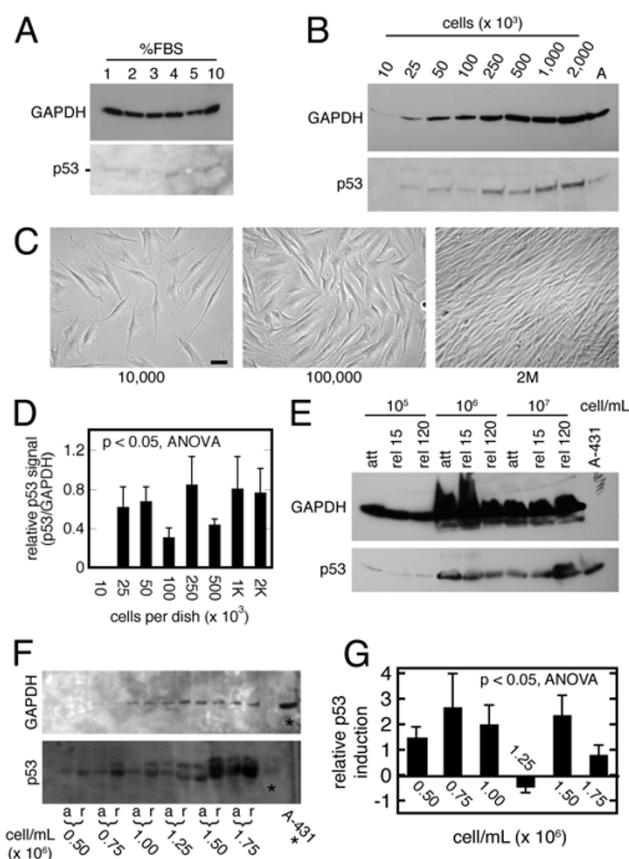 A
%FBS
1 2 3 4 5 10
GAPDH
p53
B
cells (x 10³)
10 25 50 100 250 500 1,000 2,000 A
GAPDH
p53
C
10,000
100,000
2M
D
p < 0.05, ANOVA
relative p53 signal
(p53/GAPDH)
1.2
0.8
0.4
0
10 25 50 100 250 500 1K 2K
cells per dish (x 10³)
E
10⁵ 10⁶ 10⁷ cell/mL
att rel 15 rel 120 att rel 15 rel 120 att rel 15 rel 120 A-431
GAPDH
p53
F
GAPDH
*
p53
*
a r a r a r a r a r a r
cell/mL
(x 10⁶)
0.50 0.75 1.00 1.25 1.50 1.75
A-431
*
G
p < 0.05, ANOVA
relative p53
induction
4
3
2
1
0
-1
0.50 0.75 1.00 1.25 1.50 1.75
cell/mL (x 10⁶)